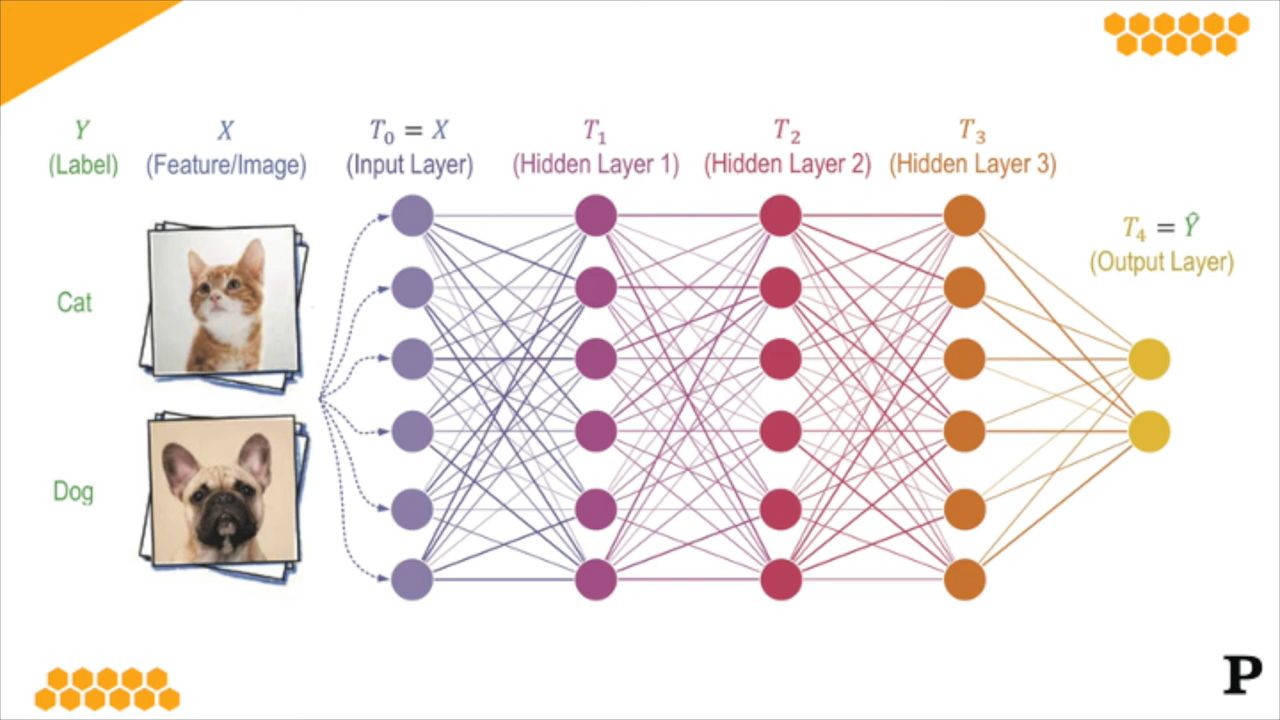 Y
(Label)
X
(Feature/Image)
T₀ = X
(Input Layer)
T₁
(Hidden Layer 1)
T₂
(Hidden Layer 2)
T₃
(Hidden Layer 3)
T₄ = Ŷ
(Output Layer)
Cat
Dog
P